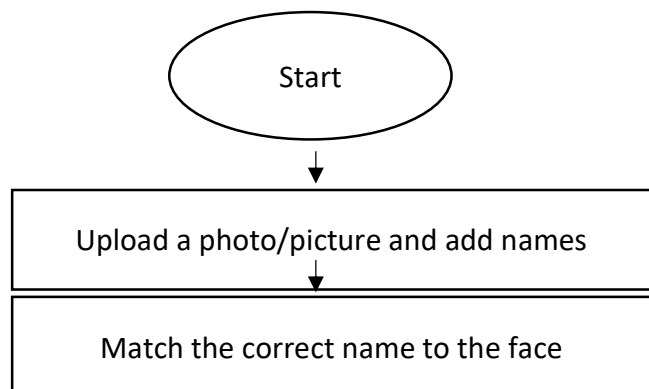 Start
Upload a photo/picture and add names
Match the correct name to the face